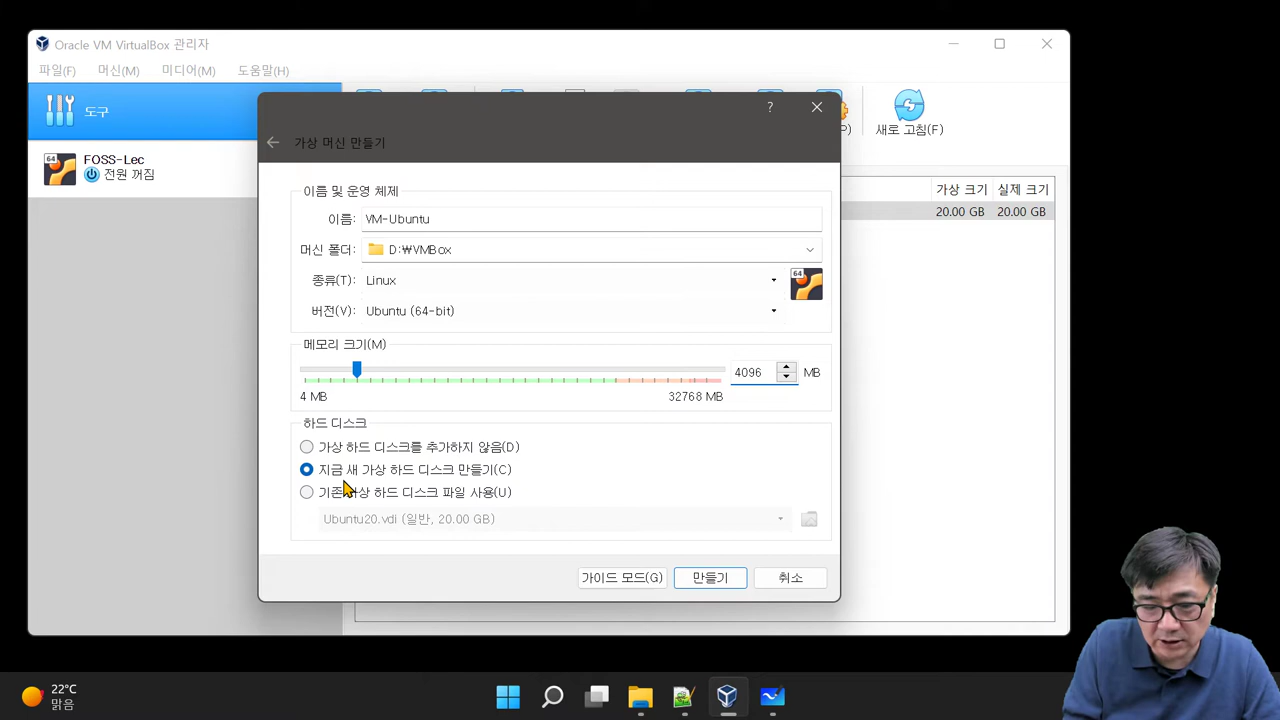 Oracle VM VirtualBox 관리자
파일(F) 머신(M) 미디어(M) 도움말(H)
도구
새로 고침(F)
P)
64
FOSS-Lec
전원 꺼짐
가상 크기 실제 크기
20.00 GB 20.00 GB
?
가상 머신 만들기
이름 및 운영 체제
이름: VM-Ubuntu
머신 폴더: D:₩VMBox
종류(T): Linux
64
버전(V): Ubuntu (64-bit)
메모리 크기(M)
4096 MB
4 MB 32768 MB
하드 디스크
가상 하드 디스크를 추가하지 않음(D)
지금 새 가상 하드 디스크 만들기(C)
기존 가상 하드 디스크 파일 사용(U)
Ubuntu20.vdi (일반, 20.00 GB)
가이드 모드(G) 만들기 취소
22°C
맑음